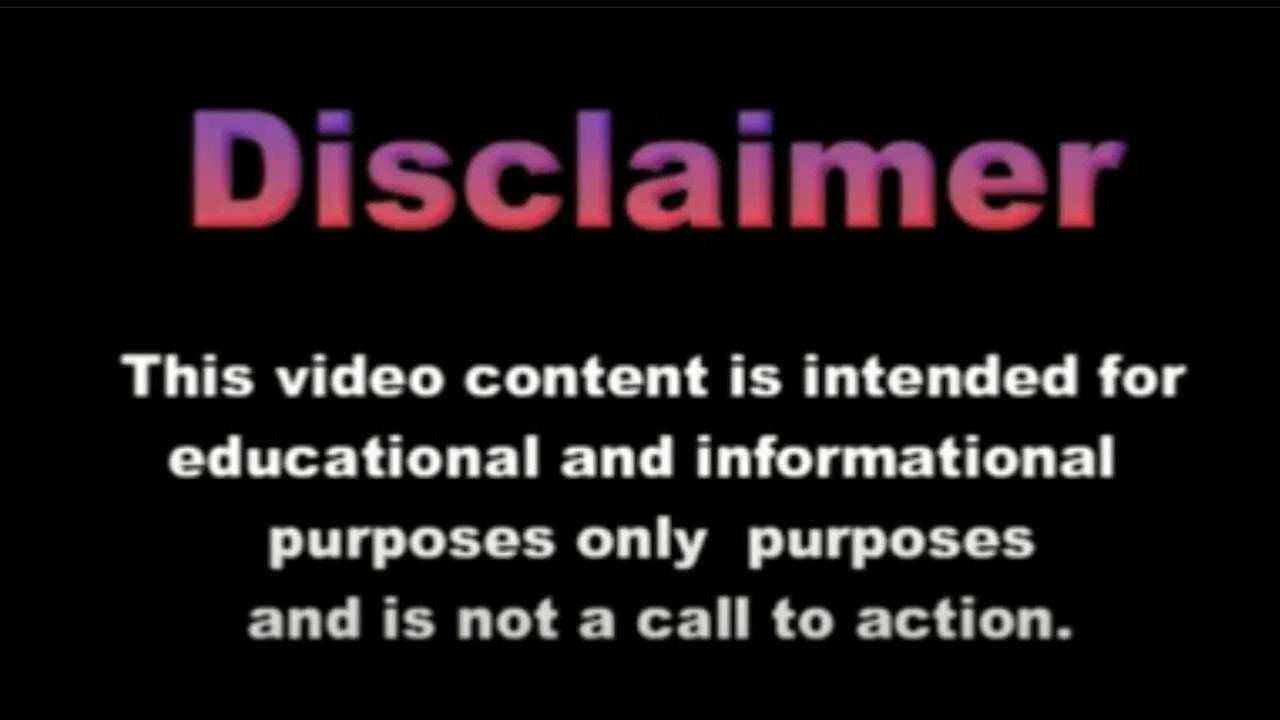 Disclaimer
This video content is intended for
educational and informational
purposes only  purposes
and is not a call to action.